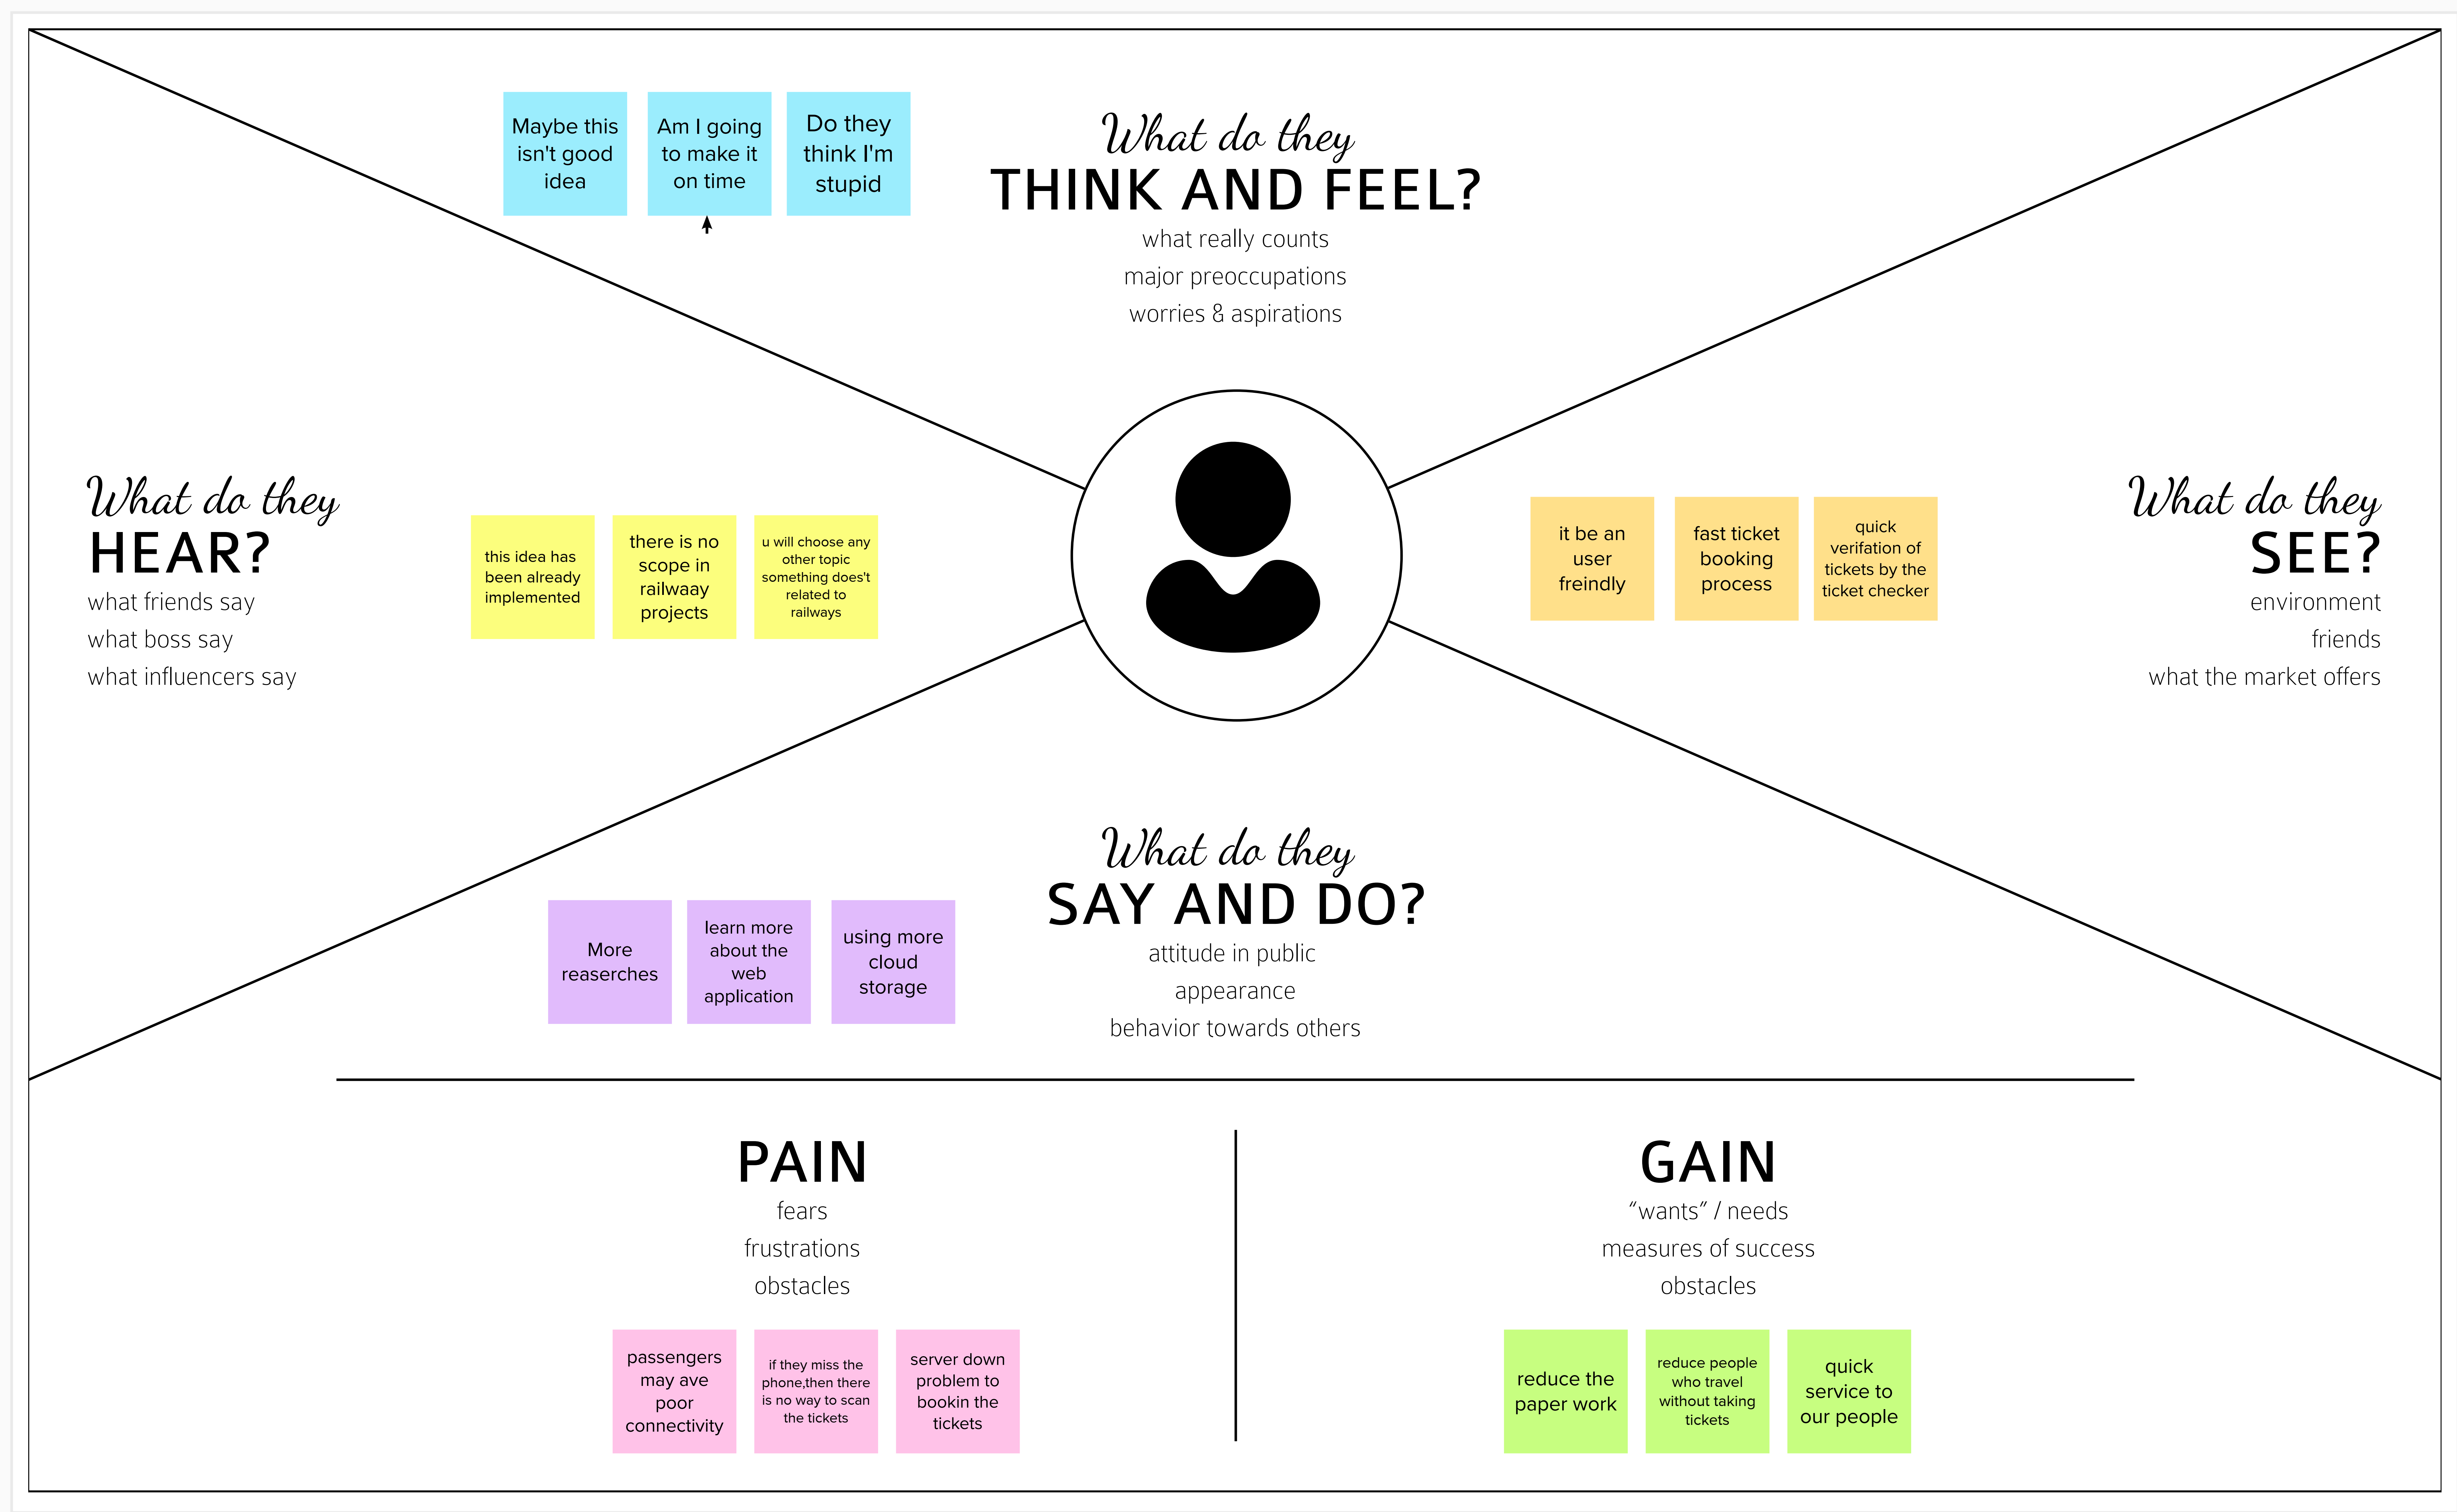 Maybe this
isn't good
idea
Am I going
to make it
on time
Do they
think I'm
stupid
What do they
THINK AND FEEL?
what really counts
major preoccupations
worries & aspirations
What do they
HEAR?
what friends say
what boss say
what influencers say
this idea has
been already
implemented
there is no
scope in
railwaay
projects
u will choose any
other topic
something does't
related to
railways
it be an
user
freindly
fast ticket
booking
process
quick
verifation of
tickets by the
ticket checker
What do they
SEE?
environment
friends
what the market offers
What do they
SAY AND DO?
attitude in public
appearance
behavior towards others
More
reaserches
learn more
about the
web
application
using more
cloud
storage
PAIN
fears
frustrations
obstacles
passengers
may ave
poor
connectivity
if they miss the
phone,then there
is no way to scan
the tickets
server down
problem to
bookin the
tickets
GAIN
“wants” / needs
measures of success
obstacles
reduce the
paper work
reduce people
who travel
without taking
tickets
quick
service to
our people